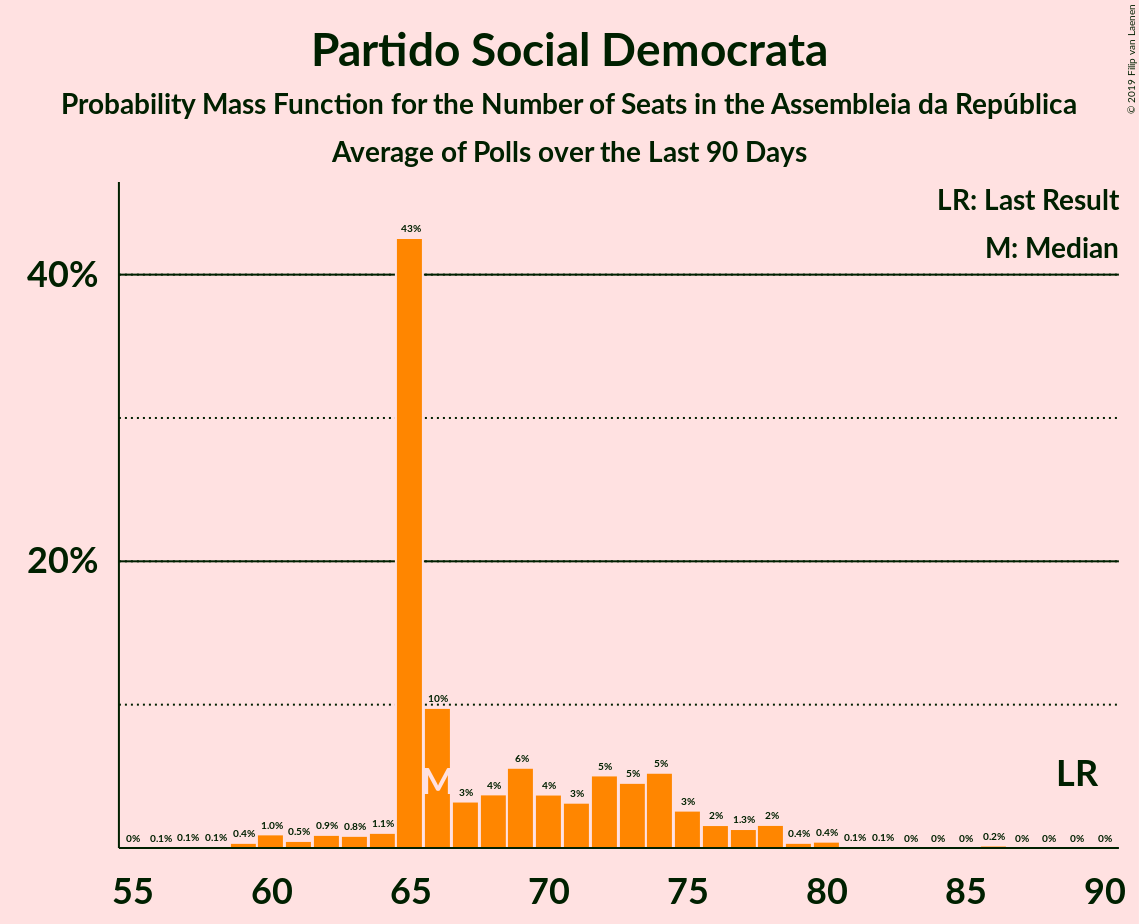 Partido Social Democrata
Probability Mass Function for the Number of Seats in the Assembleia da República
Average of Polls over the Last 90 Days
© 2019 Filip van Laenen
LR: Last Result
M: Median
40%
20%
0% 0.1% 0.1% 0.1% 0.4% 1.0% 0.5% 0.9% 0.8% 1.1% 43% 10% 3% 4% 6% 4% 3% 5% 5% 5% 3% 2% 1.3% 2% 0.4% 0.4% 0.1% 0.1% 0% 0% 0% 0.2% 0% 0% 0% 0%
M
LR
55 60 65 70 75 80 85 90